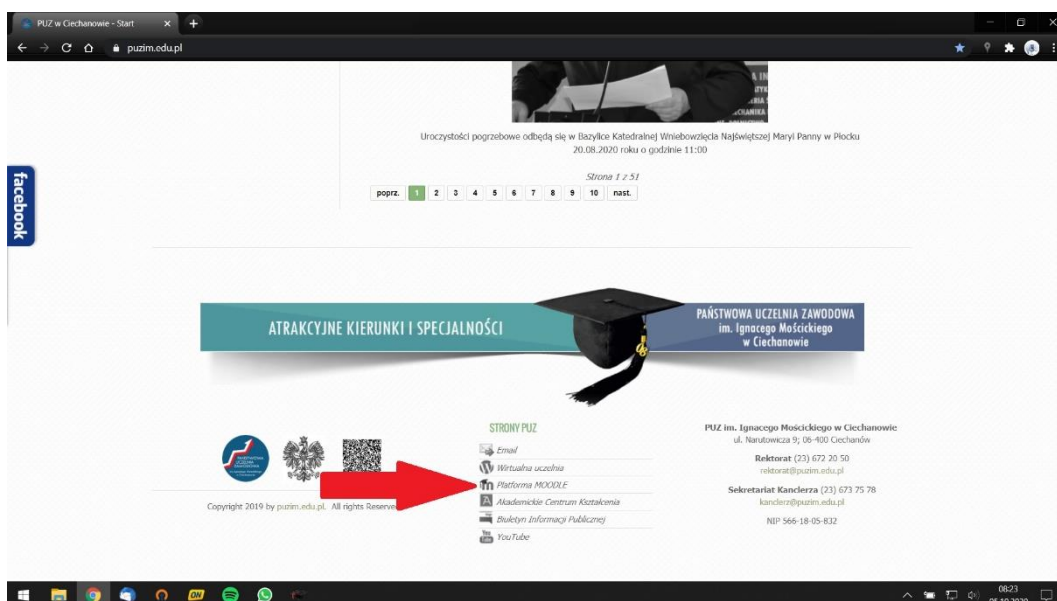 PUZ w Ciechanowie - Start
puzim.edu.pl
Uroczystości pogrzebowe odbędą się w Bazylice Katedralnej Wniebowzięcia Najświętszej Maryi Panny w Płocku
20.08.2020 roku o godzinie 11:00
Strona 1 z 51
poprz. 1 2 3 4 5 6 7 8 9 10 nast.
facebook
ATRAKCYJNE KIERUNKI I SPECJALNOŚCI
PAŃSTWOWA UCZELNIA ZAWODOWA
im. Ignacego Mościckiego
w Ciechanowie
STRONY PUZ
Email
Wirtualna uczelnia
Platforma MOODLE
Akademickie Centrum Kształcenia
Biuletyn Informacji Publicznej
YouTube
Copyright 2019 by puzim.edu.pl. All rights
PUZ im. Ignacego Mościckiego w Ciechanowie
ul. Narutowicza 9; 06-400 Ciechanów
Rektorat (23) 672 20 50
rektorat@puzim.edu.pl
Sekretariat Kanclerza (23) 673 75 78
kanclerz@puzim.edu.pl
NIP 566-18-05-832
08:23
05.10.2020